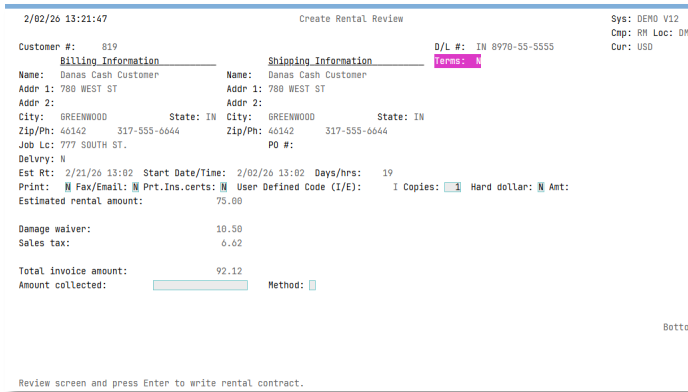 2/02/26 13:21:47 Create Rental Review Sys: DEMO V12
Cmp: RM Loc: DM
Customer #: 819 D/L #: IN 8970-55-5555 Cur: USD
Billing Information Shipping Information Terms: N
Name: Danas Cash Customer Name: Danas Cash Customer
Addr 1: 780 WEST ST Addr 1: 780 WEST ST
Addr 2: Addr 2:
City: GREENWOOD State: IN City: GREENWOOD State: IN
Zip/Ph: 46142 317-555-6644 Zip/Ph: 46142 317-555-6644
Job Lc: 777 SOUTH ST. PO #:
Delvry: N
Est Rt: 2/21/26 13:02 Start Date/Time: 2/02/26 13:02 Days/hrs: 19
Print: N Fax/Email: N Prt.Ins.certs: N User Defined Code (I/E): I Copies: 1 Hard dollar: N Amt:
Estimated rental amount: 75.00
Damage waiver: 10.50
Sales tax: 6.62
Total invoice amount: 92.12
Amount collected: Method:
Botto
Review screen and press Enter to write rental contract.